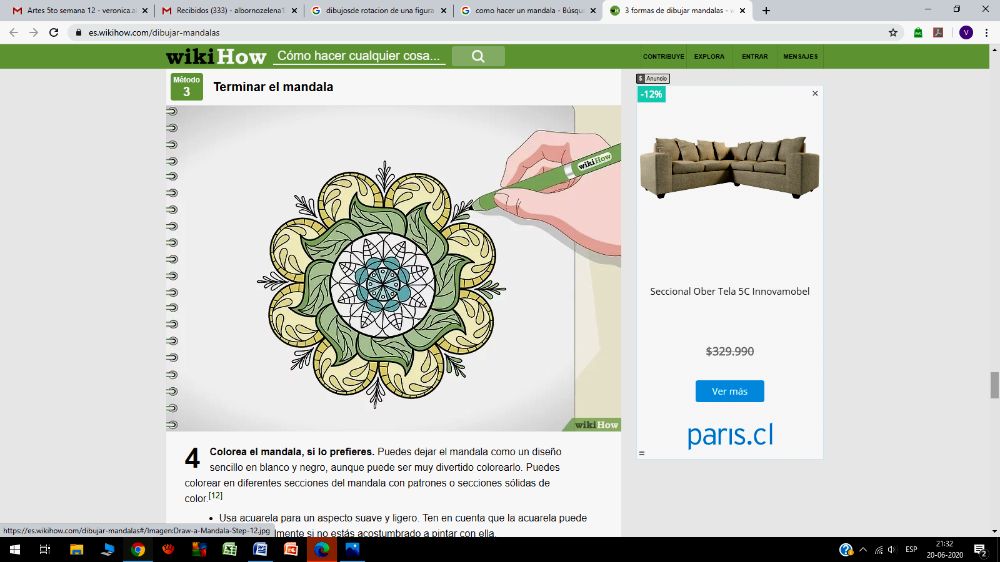 Artes 5to semana 12 - veronica.al
Recibidos (333) - albornozelena1
dibujosde rotacion de una figura
como hacer un mandala - Búsque
3 formas de dibujar mandalas - w
es.wikihow.com/dibujar-mandalas
V
wikiHow
Cómo hacer cualquier cosa...
CONTRIBUYE
EXPLORA
ENTRAR
MENSAJES
Método
3
Terminar el mandala
wikiHow
wikiHow
$ Anuncio
-12%
Seccional Ober Tela 5C Innovamobel
$329.990
Ver más
paris.cl
4 Colorea el mandala, si lo prefieres. Puedes dejar el mandala como un diseño
sencillo en blanco y negro, aunque puede ser muy divertido colorearlo. Puedes
colorear en diferentes secciones del mandala con patrones o secciones sólidas de
color.[12]
• Usa acuarela para un aspecto suave y ligero. Ten en cuenta que la acuarela puede
lmente si no estás acostumbrado a pintar con ella.
https://es.wikihow.com/dibujar-mandalas#/Imagen:Draw-a-Mandala-Step-12.jpg
ESP
21:32
20-06-2020
2